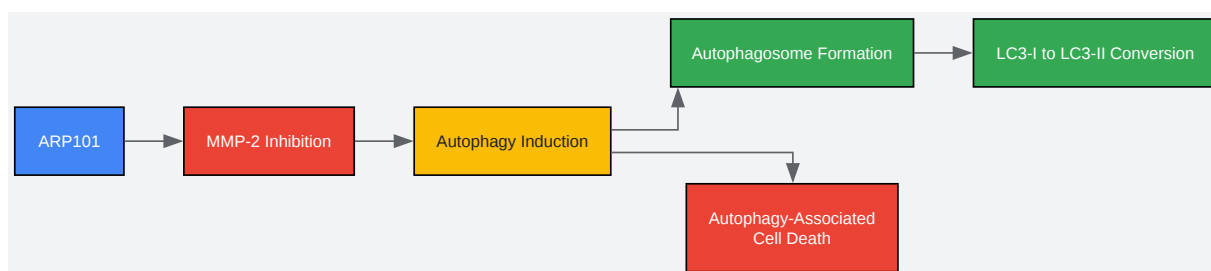 ARP101
MMP-2 Inhibition
Autophagy Induction
Autophagosome Formation
LC3-I to LC3-II Conversion
Autophagy-Associated
Cell Death